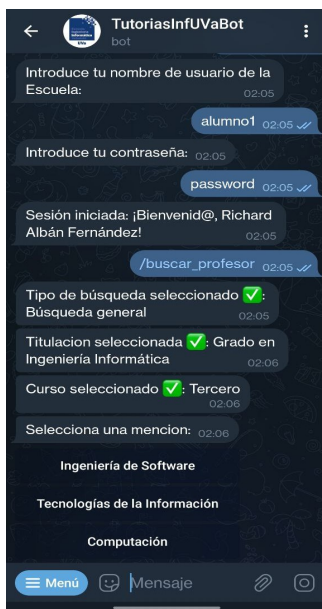 TutoriasInfUVaBot
bot
Introduce tu nombre de usuario de la
Escuela:
02:05
alumno1 02:05
Introduce tu contraseña: 02:05
password 02:05
Sesión iniciada: ¡Bienvenid@, Richard
Albán Fernández!
02:05
/buscar_profesor 02:05
Tipo de búsqueda seleccionado ✅:
Búsqueda general
02:05
Titulacion seleccionada ✅: Grado en
Ingeniería Informática
02:06
Curso seleccionado ✅: Tercero
02:06
Selecciona una mencion: 02:06
Ingeniería de Software
Tecnologías de la Información
Computación
Menú
Mensaje